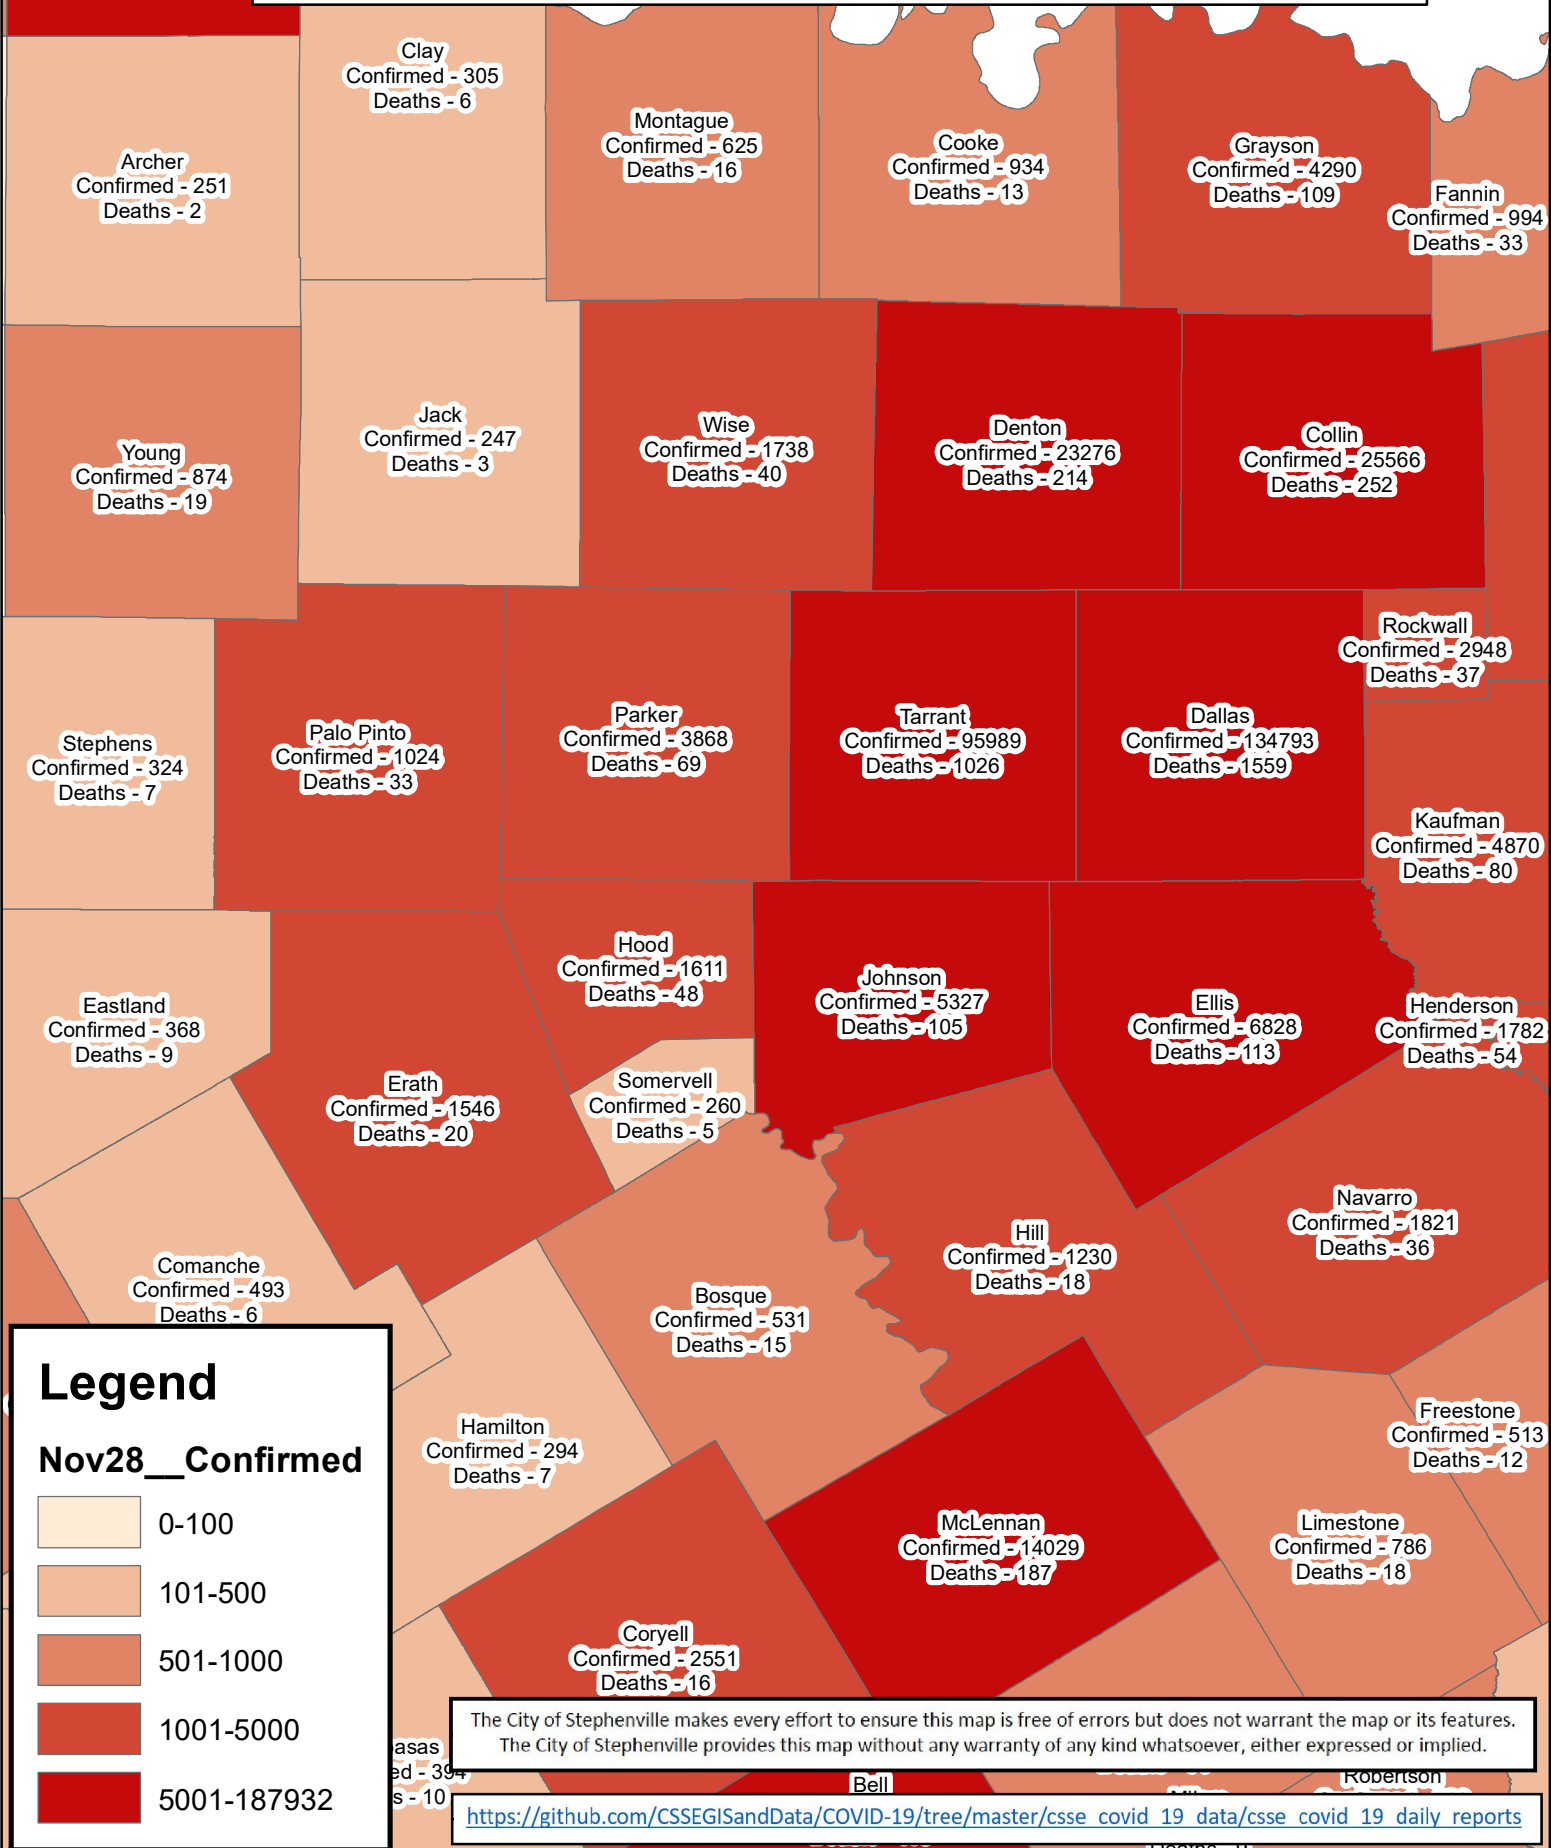 Clay
Confirmed - 305
Deaths - 6
Montague
Confirmed - 625
Deaths - 16
Cooke
Confirmed - 934
Deaths - 13
Grayson
Confirmed - 4290
Deaths - 109
Archer
Confirmed - 251
Deaths - 2
Fannin
Confirmed - 994
Deaths - 33
Young
Confirmed - 874
Deaths - 19
Jack
Confirmed - 247
Deaths - 3
Wise
Confirmed - 1738
Deaths - 40
Denton
Confirmed - 23276
Deaths - 214
Collin
Confirmed - 25566
Deaths - 252
Rockwall
Confirmed - 2948
Deaths - 37
Stephens
Confirmed - 324
Deaths - 7
Palo Pinto
Confirmed - 1024
Deaths - 33
Parker
Confirmed - 3868
Deaths - 69
Tarrant
Confirmed - 95989
Deaths - 1026
Dallas
Confirmed - 134793
Deaths - 1559
Kaufman
Confirmed - 4870
Deaths - 80
Eastland
Confirmed - 368
Deaths - 9
Hood
Confirmed - 1611
Deaths - 48
Johnson
Confirmed - 5327
Deaths - 105
Ellis
Confirmed - 6828
Deaths - 113
Henderson
Confirmed - 1782
Deaths - 54
Erath
Confirmed - 1546
Deaths - 20
Somervell
Confirmed - 260
Deaths - 5
Comanche
Confirmed - 493
Deaths - 6
Bosque
Confirmed - 531
Deaths - 15
Hill
Confirmed - 1230
Deaths - 18
Navarro
Confirmed - 1821
Deaths - 36
Hamilton
Confirmed - 294
Deaths - 7
Freestone
Confirmed - 513
Deaths - 12
McLennan
Confirmed - 14029
Deaths - 187
Limestone
Confirmed - 786
Deaths - 18
Coryell
Confirmed - 2551
Deaths - 16
Legend
Nov28__Confirmed
0-100
101-500
501-1000
1001-5000
5001-187932
asas
ed - 394
s - 10
The City of Stephenville makes every effort to ensure this map is free of errors but does not warrant the map or its features.
The City of Stephenville provides this map without any warranty of any kind whatsoever, either expressed or implied.
Bell
Robertson
https://github.com/CSSEGISandData/COVID-19/tree/master/csse_covid_19_data/csse_covid_19_daily_reports